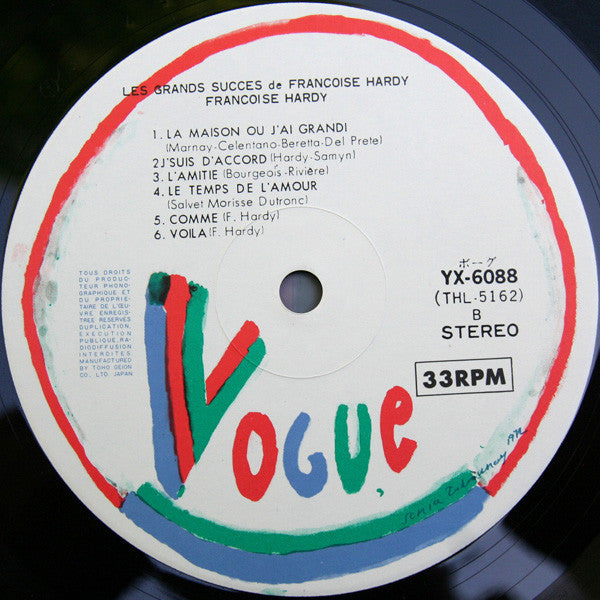 LES GRANDS SUCCES de FRANCOISE HARDY
FRANCOISE HARDY
1. LA MAISON OU J'AI GRANDI
(Marnay-Celentano-Beretta-Del Prete)
2 J'SUIS D'ACCORD (Hardy-Samyn)
3. L'AMITIE (Bourgeois-Rivière)
4. LE TEMPS DE L'AMOUR
(Salvet Morisse Dutronc)
5. COMME (F. Hardy)
6. VOILA (F. Hardy)
TOUS DROITS
DU PRODUC-
TEUR PHONO-
GRAPHIQUE ET
DU PROPRIE-
TAIRE DE L'ŒU-
VRE ENREGIS-
TREE RESERVES
DUPLICATION,
EXECUTION
PUBLIQUE, RA-
DIODIFFUSION
INTERDITES.
MANUFACTURED
BY TOHO GEION
CO., LTD. JAPAN
ボーグ
YX-6088
(THL-5162)
B
STEREO
33RPM
VOGUE
sonia delaunay